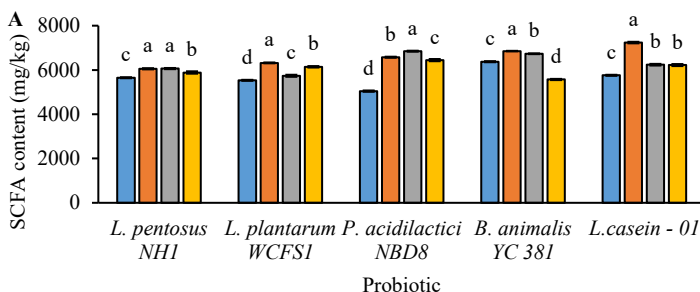 A
SCFA content (mg/kg)
8000
6000
4000
2000
0
c a a b
d a c b
d b a c
c a b d
c a b b
L. pentosus L. plantarum P. acidilactici B. animalis L.casein - 01
NH1 WCFS1 NBD8 YC 381
Probiotic